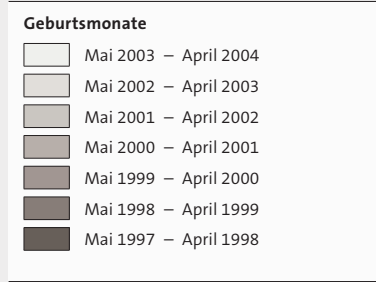 Geburtsmonate
Mai 2003 – April 2004
Mai 2002 – April 2003
Mai 2001 – April 2002
Mai 2000 – April 2001
Mai 1999 – April 2000
Mai 1998 – April 1999
Mai 1997 – April 1998